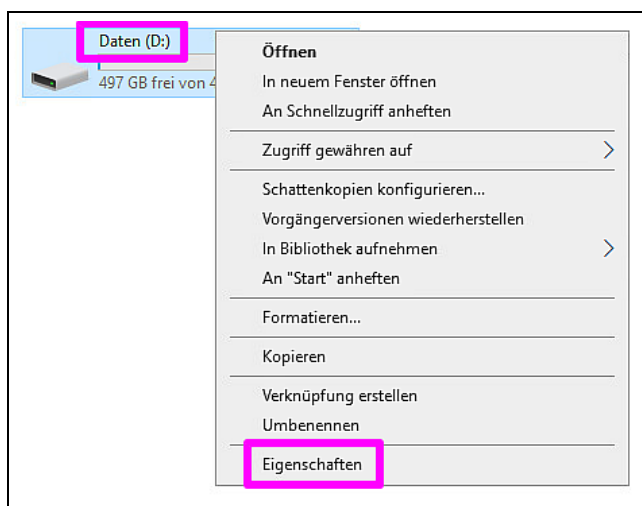 Daten (D:)
497 GB frei von
Öffnen
In neuem Fenster öffnen
An Schnellzugriff anheften
Zugriff gewähren auf
Schattenkopien konfigurieren...
Vorgängerversionen wiederherstellen
In Bibliothek aufnehmen
An "Start" anheften
Formatieren...
Kopieren
Verknüpfung erstellen
Umbenennen
Eigenschaften